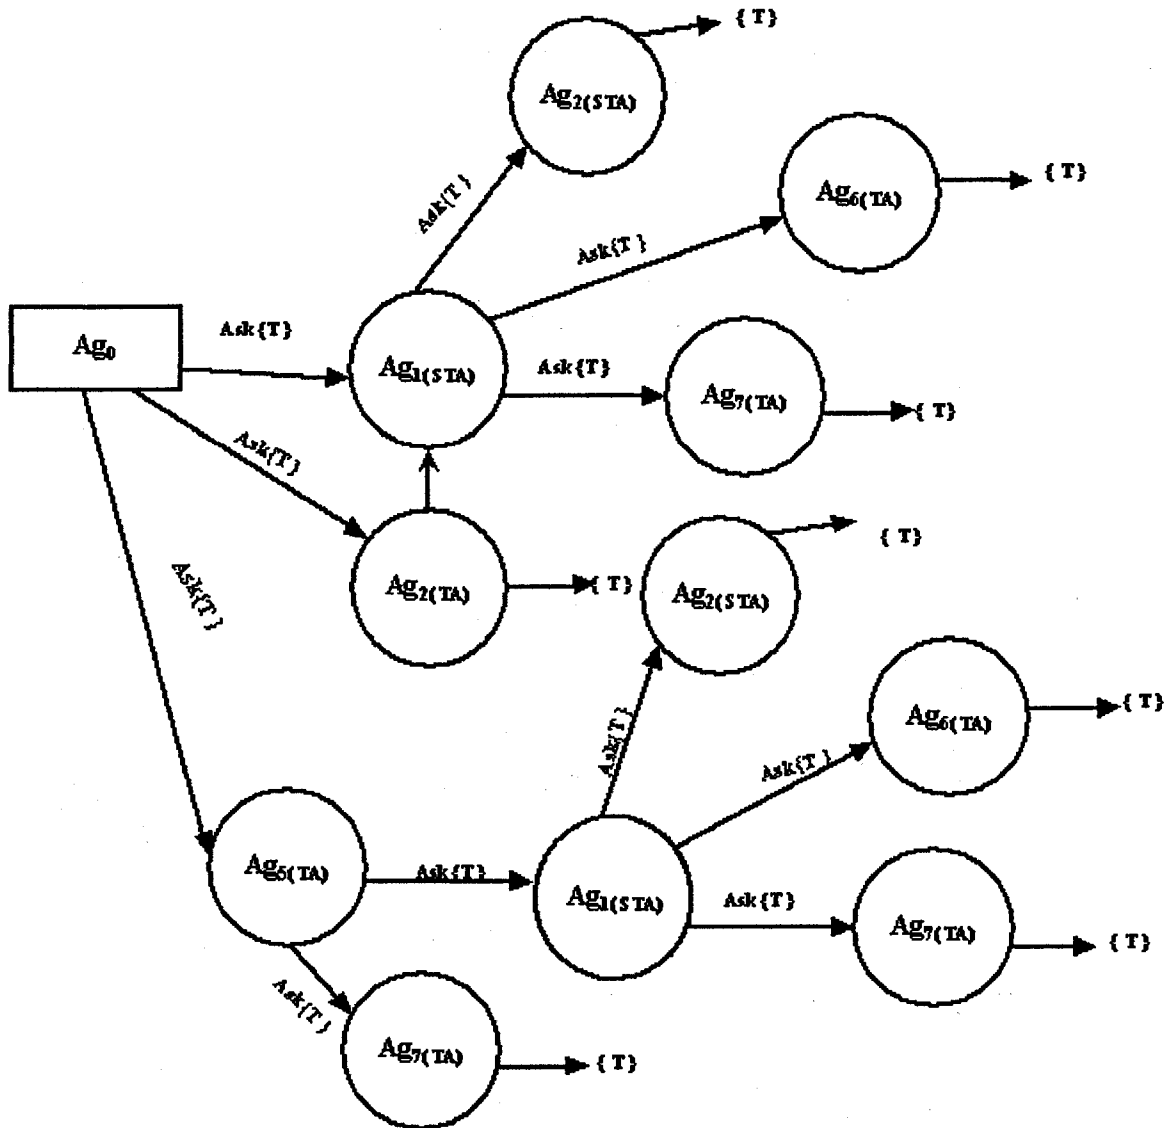 { T}
Ag2(STA)
Ask{T }
{ T}
Ag6(TA)
Ask{T }
Ask{T}
Ag0
Ag1(STA)
Ask{T}
Ag7(TA)
{ T}
Ask{T}
{ T}
Ag2(TA)
{ T}
Ag2(STA)
Ask{T}
Ask{T}
Ag6(TA)
{ T}
Ask{T }
Ag5(TA)
Ask{T}
Ag1(STA)
Ask{T}
Ag7(TA)
{ T}
Ask{T}
Ag7(TA)
{ T}